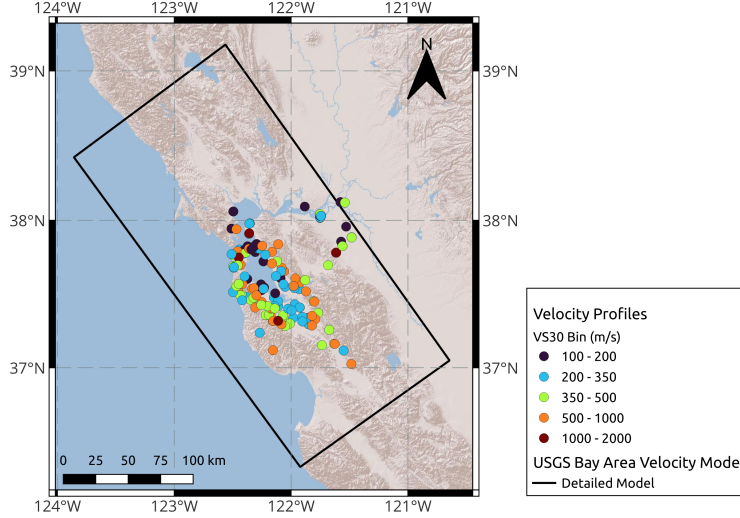 124°W 123°W 122°W 121°W
N
39°N 39°N
38°N 38°N
37°N 37°N
0 25 50 75 100 km
124°W 123°W 122°W 121°W
Velocity Profiles
VS30 Bin (m/s)
100 - 200
200 - 350
350 - 500
500 - 1000
1000 - 2000
USGS Bay Area Velocity Mode
Detailed Model